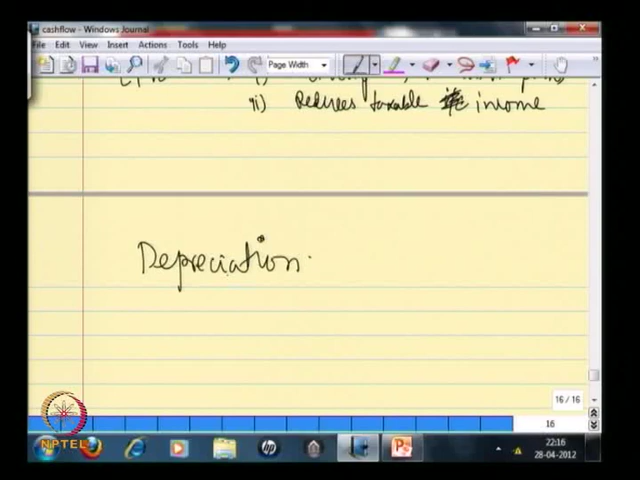 cashflow - Windows Journal
File Edit View Insert Actions Tools Help
Page Width
ii) Reduces taxable income
Depreciation
16 / 16
16
NPTEL
22:16
28-04-2012